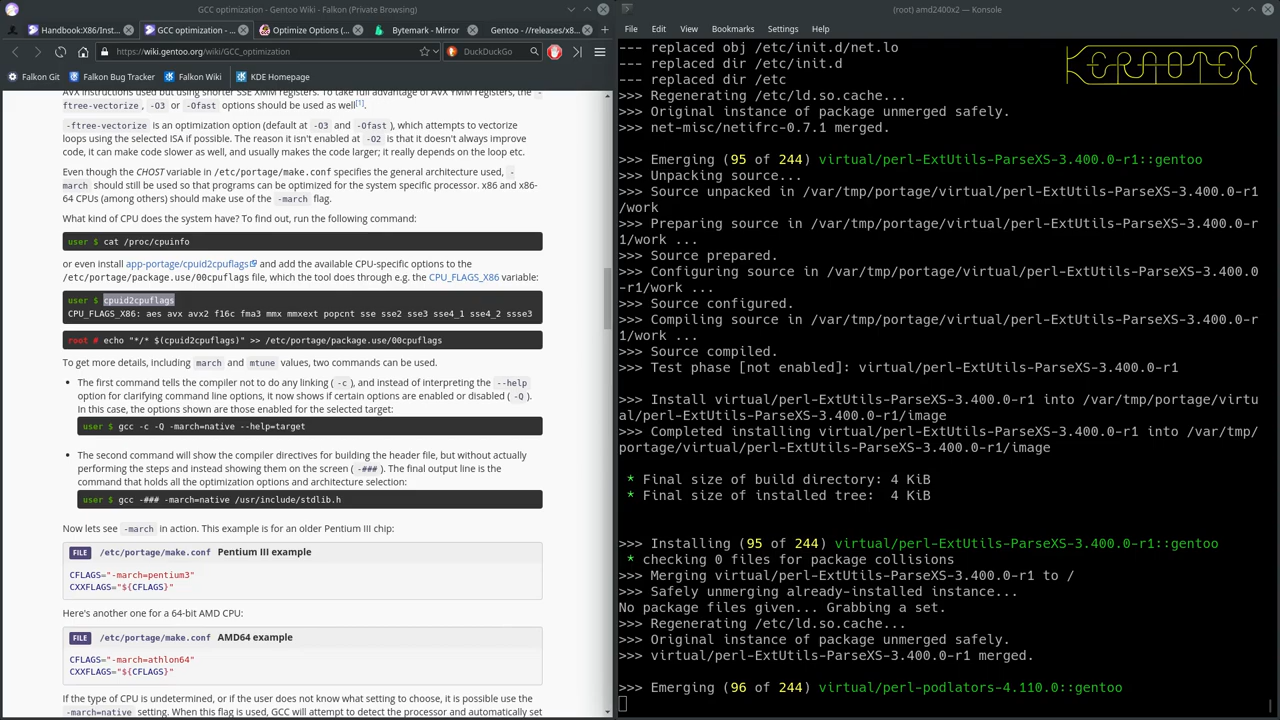 GCC optimization - Gentoo Wiki - Falkon (Private Browsing)
Handbook:X86/Inst...
GCC optimization - ...
Optimize Options (...
Bytemark - Mirror
Gentoo - //releases/x8...
https://wiki.gentoo.org/wiki/GCC_optimization
DuckDuckGo
Falkon Git
Falkon Bug Tracker
Falkon Wiki
KDE Homepage
AVX instructions used but using shorter SSE XMM registers. To take full advantage of AVX YMM registers, the -
ftree-vectorize , -O3 or -Ofast options should be used as well[1].
-ftree-vectorize is an optimization option (default at -O3 and -Ofast), which attempts to vectorize
loops using the selected ISA if possible. The reason it isn't enabled at -O2 is that it doesn't always improve
code, it can make code slower as well, and usually makes the code larger; it really depends on the loop etc.
Even though the CHOST variable in /etc/portage/make.conf specifies the general architecture used, -
march should still be used so that programs can be optimized for the system specific processor. x86 and x86-
64 CPUs (among others) should make use of the -march flag.
What kind of CPU does the system have? To find out, run the following command:
user $ cat /proc/cpuinfo
or even install app-portage/cpuid2cpuflags and add the available CPU-specific options to the
/etc/portage/package.use/00cpuflags file, which the tool does through e.g. the CPU_FLAGS_X86 variable:
user $ cpuid2cpuflags
CPU_FLAGS_X86: aes avx avx2 f16c fma3 mmx mmxext popcnt sse sse2 sse3 sse4_1 sse4_2 ssse3
root # echo "*/* $(cpuid2cpuflags)" >> /etc/portage/package.use/00cpuflags
To get more details, including march and mtune values, two commands can be used.
• The first command tells the compiler not to do any linking ( -c ), and instead of interpreting the --help
option for clarifying command line options, it now shows if certain options are enabled or disabled ( -Q ).
In this case, the options shown are those enabled for the selected target:
user $ gcc -c -Q -march=native --help=target
• The second command will show the compiler directives for building the header file, but without actually
performing the steps and instead showing them on the screen ( -### ). The final output line is the
command that holds all the optimization options and architecture selection:
user $ gcc -### -march=native /usr/include/stdlib.h
Now lets see -march in action. This example is for an older Pentium III chip:
FILE /etc/portage/make.conf Pentium III example
CFLAGS="-march=pentium3"
CXXFLAGS="${CFLAGS}"
Here's another one for a 64-bit AMD CPU:
FILE /etc/portage/make.conf AMD64 example
CFLAGS="-march=athlon64"
CXXFLAGS="${CFLAGS}"
If the type of CPU is undetermined, or if the user does not know what setting to choose, it is possible use the
-march=native setting. When this flag is used, GCC will attempt to detect the processor and automatically set
(root) amd2400x2 — Konsole
File Edit View Bookmarks Settings Help
KERAOTEX
--- replaced obj /etc/init.d/net.lo
--- replaced dir /etc/init.d
--- replaced dir /etc
>>> Regenerating /etc/ld.so.cache...
>>> Original instance of package unmerged safely.
>>> net-misc/netifrc-0.7.1 merged.
>>> Emerging (95 of 244) virtual/perl-ExtUtils-ParseXS-3.400.0-r1::gentoo
>>> Unpacking source...
>>> Source unpacked in /var/tmp/portage/virtual/perl-ExtUtils-ParseXS-3.400.0-r1
/work
>>> Preparing source in /var/tmp/portage/virtual/perl-ExtUtils-ParseXS-3.400.0-r
1/work ...
>>> Source prepared.
>>> Configuring source in /var/tmp/portage/virtual/perl-ExtUtils-ParseXS-3.400.0
-r1/work ...
>>> Source configured.
>>> Compiling source in /var/tmp/portage/virtual/perl-ExtUtils-ParseXS-3.400.0-r
1/work ...
>>> Source compiled.
>>> Test phase [not enabled]: virtual/perl-ExtUtils-ParseXS-3.400.0-r1
>>> Install virtual/perl-ExtUtils-ParseXS-3.400.0-r1 into /var/tmp/portage/virtu
al/perl-ExtUtils-ParseXS-3.400.0-r1/image
>>> Completed installing virtual/perl-ExtUtils-ParseXS-3.400.0-r1 into /var/tmp/
portage/virtual/perl-ExtUtils-ParseXS-3.400.0-r1/image
* Final size of build directory: 4 KiB
* Final size of installed tree: 4 KiB
>>> Installing (95 of 244) virtual/perl-ExtUtils-ParseXS-3.400.0-r1::gentoo
* checking 0 files for package collisions
>>> Merging virtual/perl-ExtUtils-ParseXS-3.400.0-r1 to /
>>> Safely unmerging already-installed instance...
No package files given... Grabbing a set.
>>> Regenerating /etc/ld.so.cache...
>>> Original instance of package unmerged safely.
>>> virtual/perl-ExtUtils-ParseXS-3.400.0-r1 merged.
>>> Emerging (96 of 244) virtual/perl-podlators-4.110.0::gentoo